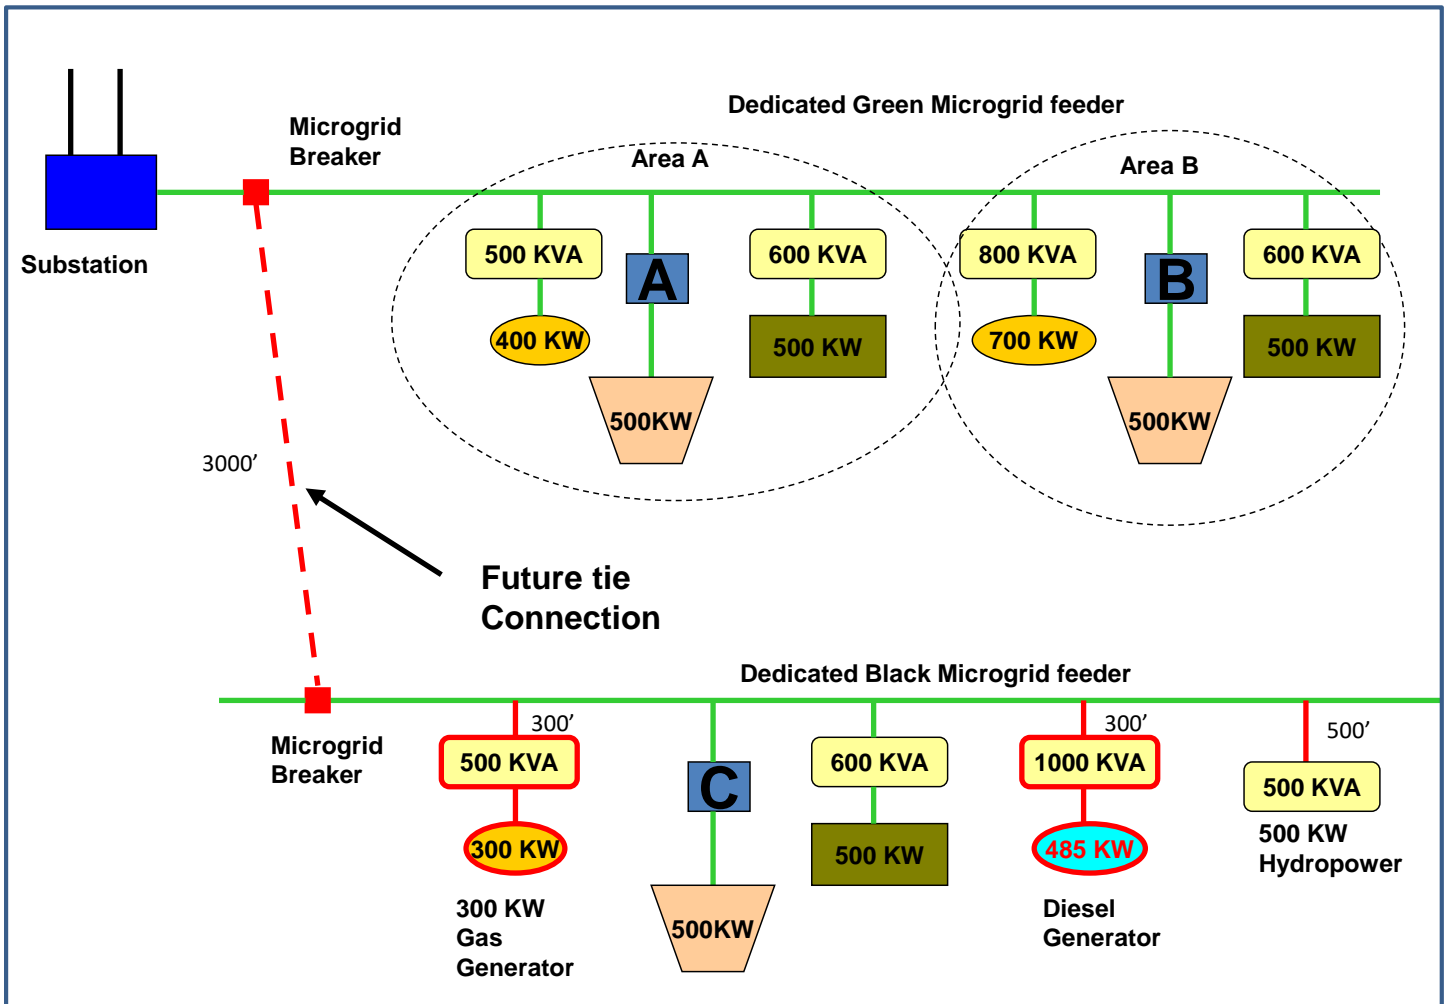 Dedicated Green Microgrid feeder
Microgrid
Breaker
Area A
Area B
Substation
500 KVA
A
600 KVA
800 KVA
B
600 KVA
400 KW
500 KW
700 KW
500 KW
500KW
500KW
3000’
Future tie
Connection
Dedicated Black Microgrid feeder
Microgrid
Breaker
300’
300’
500’
500 KVA
C
600 KVA
1000 KVA
500 KVA
300 KW
500 KW
485 KW
500 KW
Hydropower
300 KW
Gas
Generator
500KW
Diesel
Generator